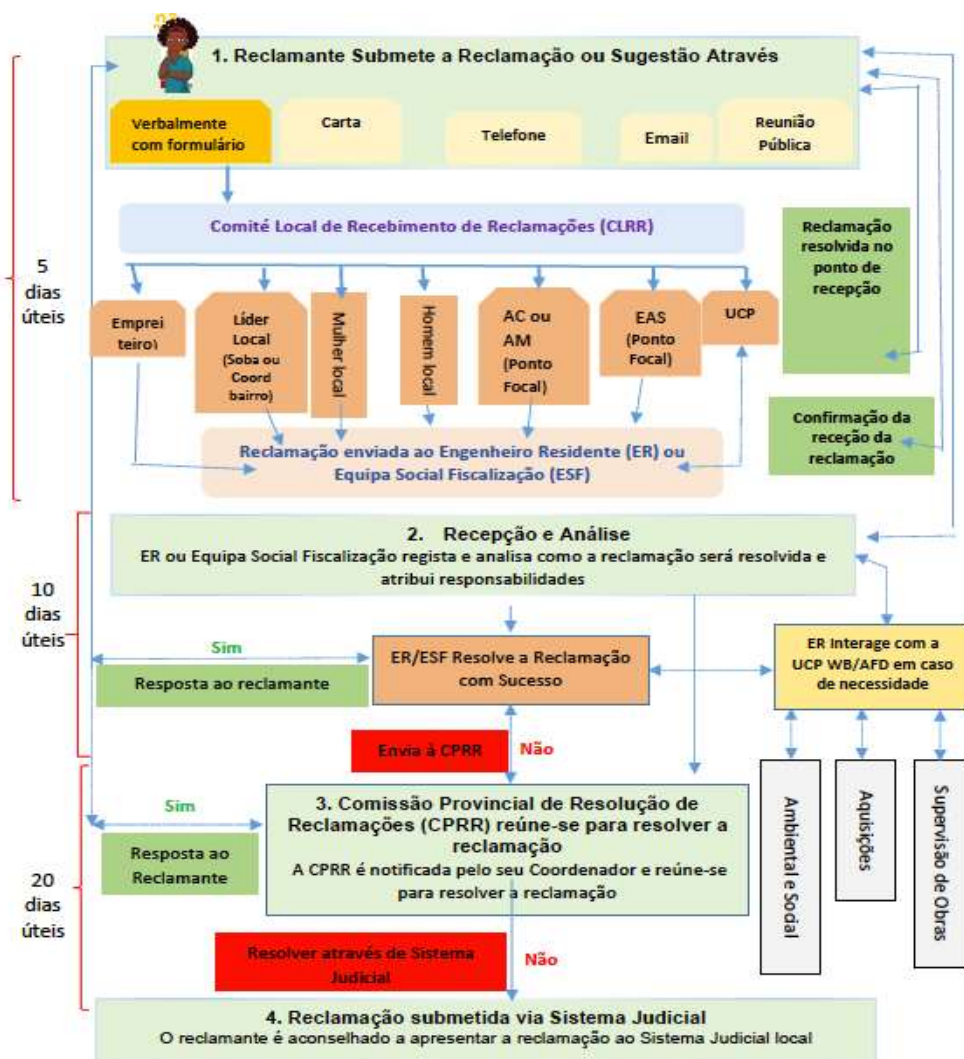 1. Reclamante Submete a Reclamação ou Sugestão Através
Verbalmente
com formulário
Carta
Telefone
Email
Reunião
Pública
Comité Local de Recebimento de Reclamações (CLRR)
Reclamação
resolvida no
ponto de
recepção
5
dias
úteis
Emprei
teiro)
Líder
Local
(Soba ou
Coord
bairro)
Mulher local
Homem local
AC ou
AM
(Ponto
Focal)
EAS
(Ponto
Focal)
UCP
Confirmação da
receção da
reclamação
Reclamação enviada ao Engenheiro Residente (ER) ou
Equipa Social Fiscalização (ESF)
2. Recepção e Análise
ER ou Equipa Social Fiscalização regista e analisa como a reclamação será resolvida e
atribui responsabilidades
10
dias
úteis
Sim
Resposta ao reclamante
ER/ESF Resolve a Reclamação
com Sucesso
ER Interage com a
UCP WB/AFD em caso
de necessidade
Envia à CPRR
Não
Ambiental e Social
Aquisições
Supervisão de Obras
3. Comissão Provincial de Resolução de
Reclamações (CPRR) reúne-se para resolver a
reclamação
A CPRR é notificada pelo seu Coordenador e reúne-se
para resolver a reclamação
Sim
Resposta ao
Reclamante
20
dias
úteis
Resolver através de Sistema
Judicial
Não
4. Reclamação submetida via Sistema Judicial
O reclamante é aconselhado a apresentar a reclamação ao Sistema Judicial local